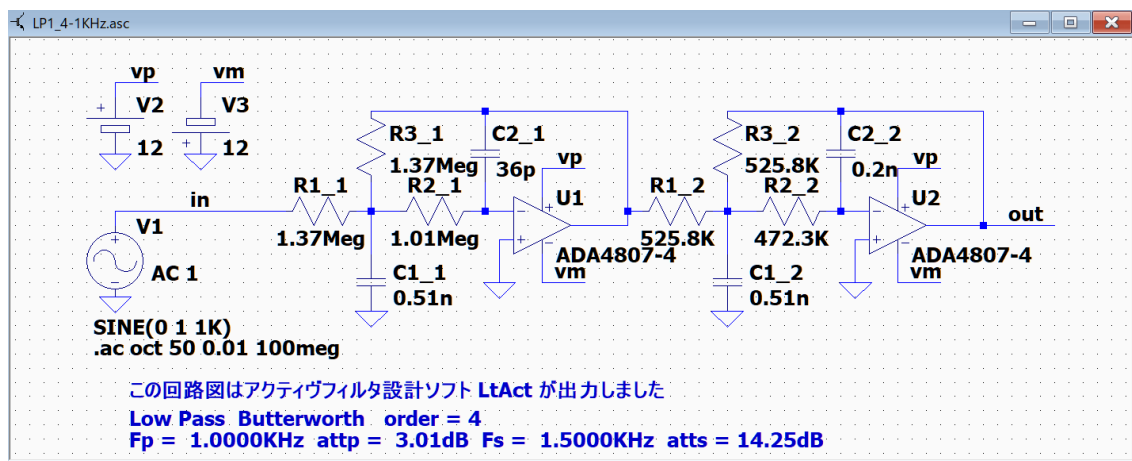 LP1_4-1KHz.asc
vp
vm
V2
V3
+
12
+
12
R3_1
1.37Meg
C2_1
36p
vp
R3_2
525.8K
C2_2
0.2n
vp
in
R1_1
1.37Meg
R2_1
1.01Meg
U1
ADA4807-4
vm
R1_2
525.8K
R2_2
472.3K
U2
ADA4807-4
vm
out
V1
AC 1
C1_1
0.51n
C1_2
0.51n
SINE(0 1 1K)
.ac oct 50 0.01 100meg
この回路図はアクティヴフィルタ設計ソフト LtAct が出力しました
Low Pass Butterworth order = 4
Fp = 1.0000KHz attp = 3.01dB Fs = 1.5000KHz atts = 14.25dB